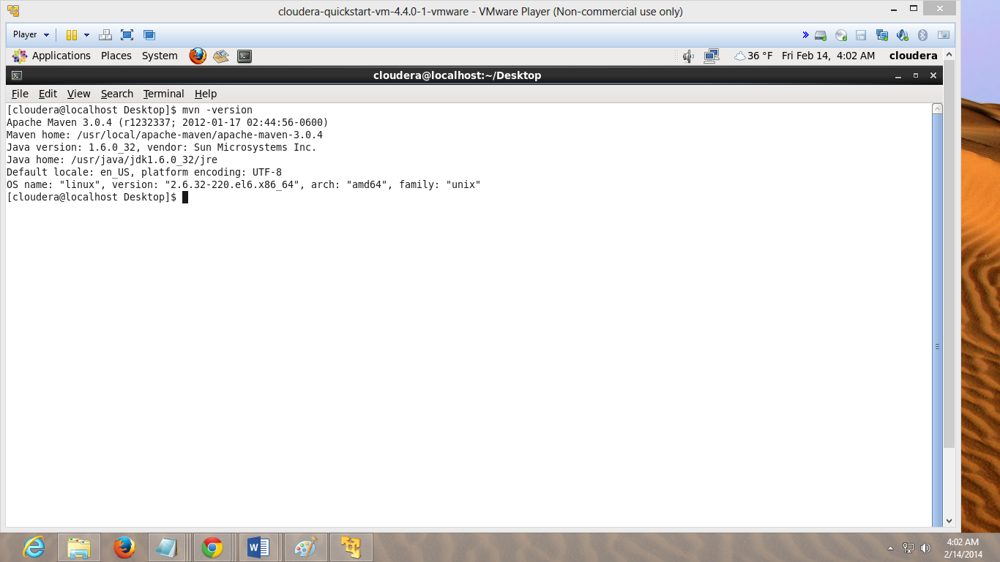 cloudera-quickstart-vm-4.4.0-1-vmware - VMware Player (Non-commercial use only)
Player
Applications Places System 36 °F Fri Feb 14, 4:02 AM cloudera
cloudera@localhost:~/Desktop
File Edit View Search Terminal Help
[cloudera@localhost Desktop]$ mvn -version
Apache Maven 3.0.4 (r1232337; 2012-01-17 02:44:56-0600)
Maven home: /usr/local/apache-maven/apache-maven-3.0.4
Java version: 1.6.0_32, vendor: Sun Microsystems Inc.
Java home: /usr/java/jdk1.6.0_32/jre
Default locale: en_US, platform encoding: UTF-8
OS name: "linux", version: "2.6.32-220.el6.x86_64", arch: "amd64", family: "unix"
[cloudera@localhost Desktop]$
4:02 AM
2/14/2014